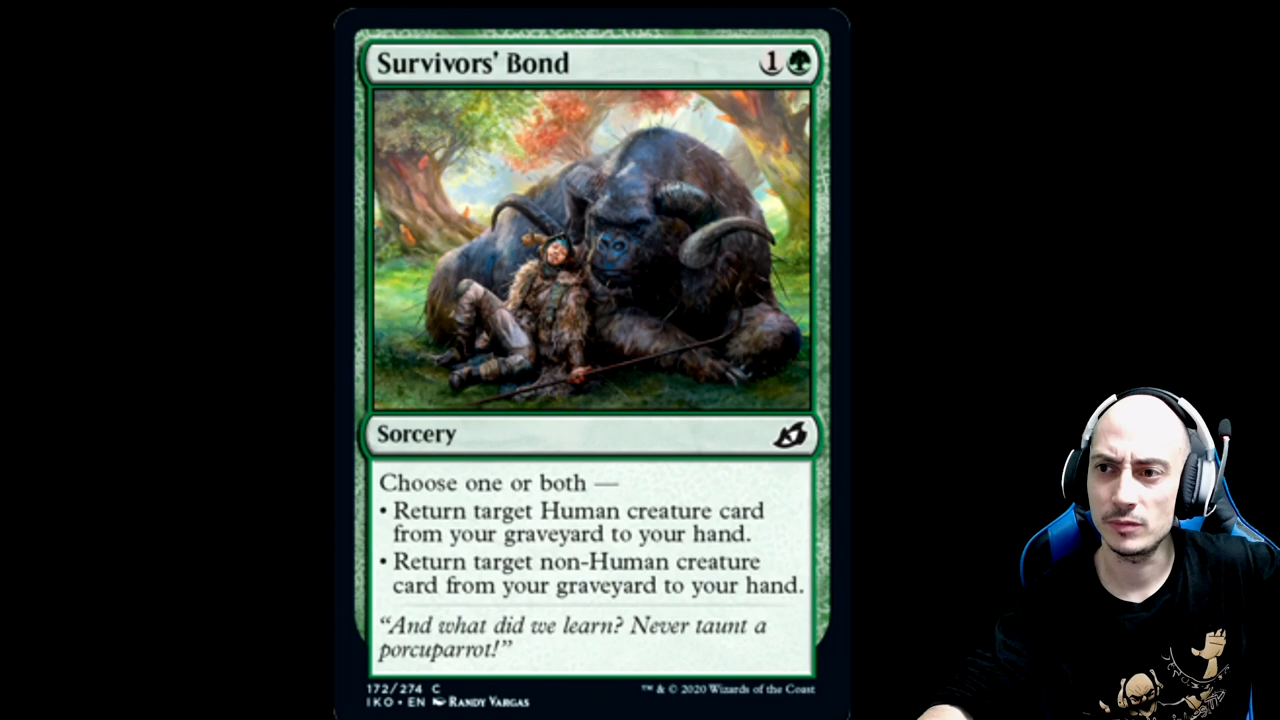 Survivors' Bond 1
Sorcery
Choose one or both —
• Return target Human creature card
from your graveyard to your hand.
• Return target non-Human creature
card from your graveyard to your hand.
“And what did we learn? Never taunt a
porcuparrot!”
172/274 C
™ & © 2020 Wizards of the Coast
IKO • EN Randy Vargas